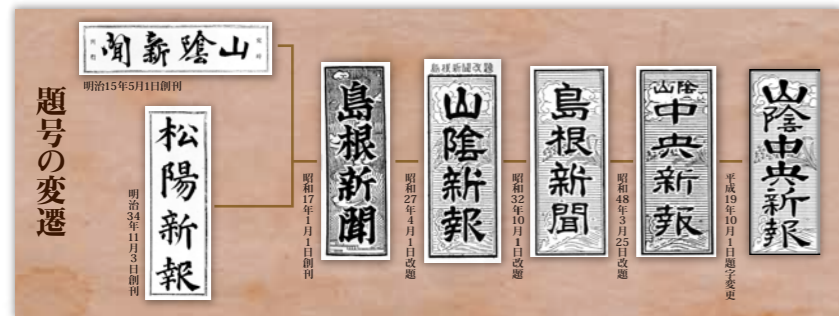 題号の変遷
山陰新聞
明治15年5月1日創刊
松陽新報
明治34年11月3日創刊
島根新聞
昭和17年1月1日創刊
島根新聞改題
山陰新報
昭和27年4月1日改題
島根新聞
昭和32年10月1日改題
山陰中央新報
昭和48年3月25日改題
山陰中央新報
平成19年10月1日題字変更